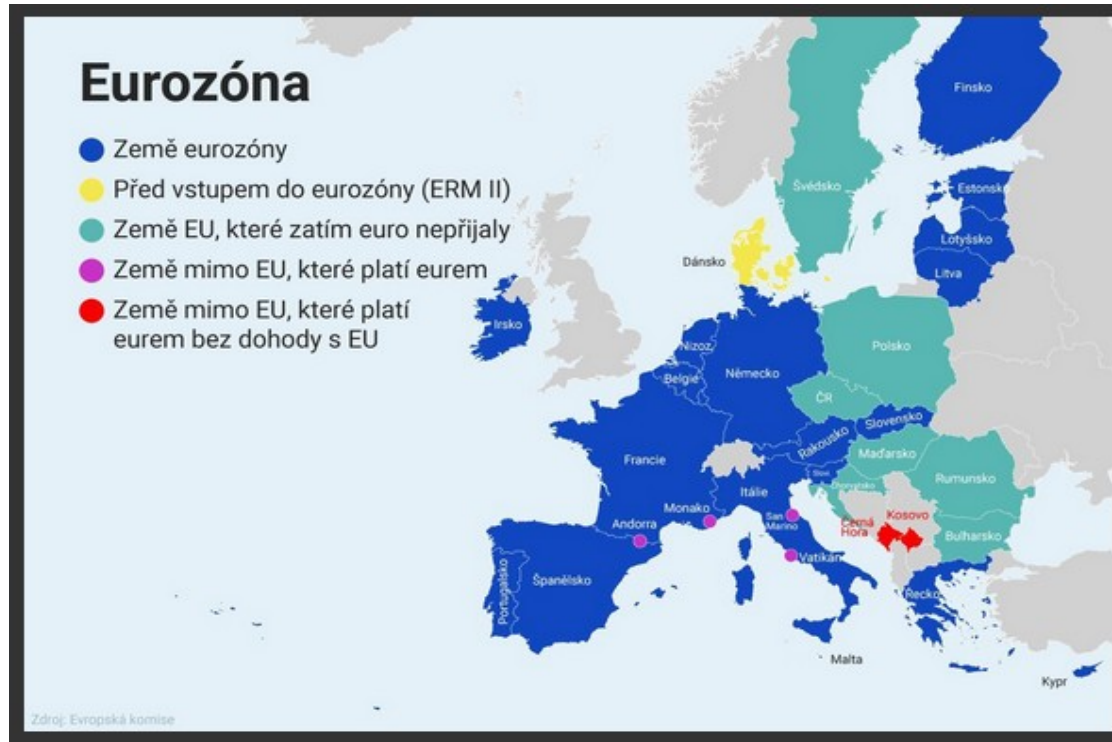 Eurozóna
Země eurozóny
Před vstupem do eurozóny (ERM II)
Země EU, které zatím euro nepřijaly
Země mimo EU, které platí eurem
Země mimo EU, které platí
eurem bez dohody s EU
Finsko
Švédsko
Estonsko
Lotyšsko
Litva
Dánsko
Irsko
Nizoz.
Belgie
Německo
Polsko
ČR
Slovensko
Rakousko
Maďarsko
Francie
Slovi.
Chorvatsko
Rumunsko
Itálie
Monako
San
Marino
Kosovo
Černá
Hora
Andorra
Bulharsko
Vatikán
Portugalsko
Španělsko
Řecko
Malta
Kypr
Zdroj: Evropská komise